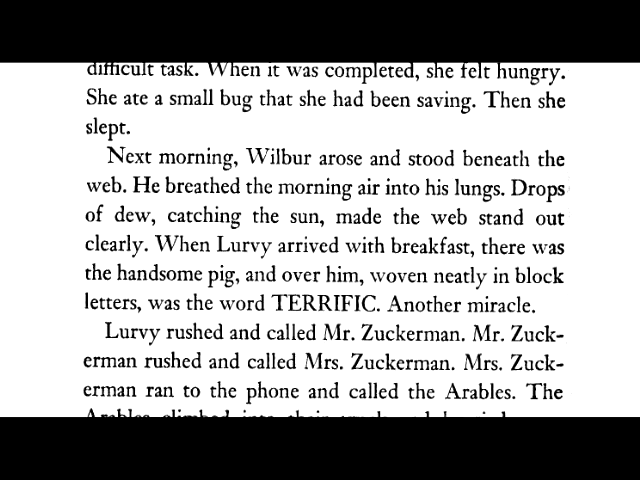 difficult task. When it was completed, she felt hungry.
She ate a small bug that she had been saving. Then she
slept.
Next morning, Wilbur arose and stood beneath the
web. He breathed the morning air into his lungs. Drops
of dew, catching the sun, made the web stand out
clearly. When Lurvy arrived with breakfast, there was
the handsome pig, and over him, woven neatly in block
letters, was the word TERRIFIC. Another miracle.
Lurvy rushed and called Mr. Zuckerman. Mr. Zuck-
erman rushed and called Mrs. Zuckerman. Mrs. Zuck-
erman ran to the phone and called the Arables. The
Arables climbed into their